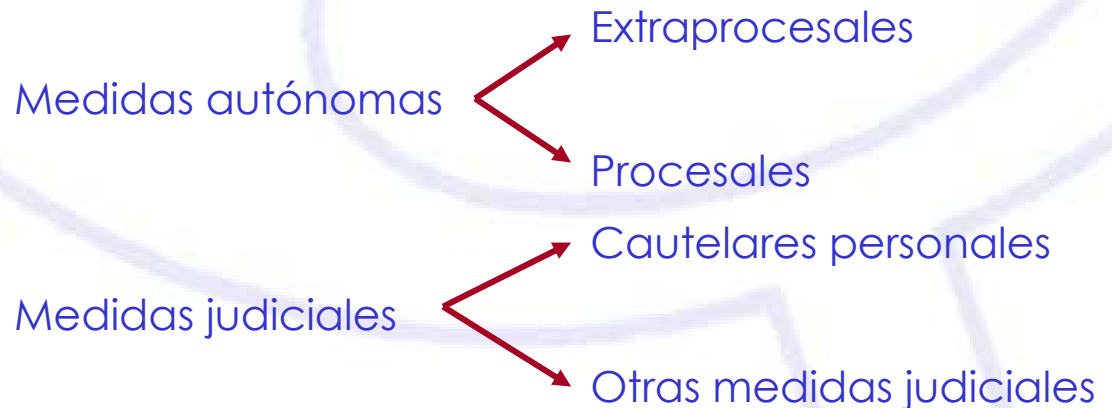 Extraprocesales
Medidas autónomas
Procesales
Cautelares personales
Medidas judiciales
Otras medidas judiciales